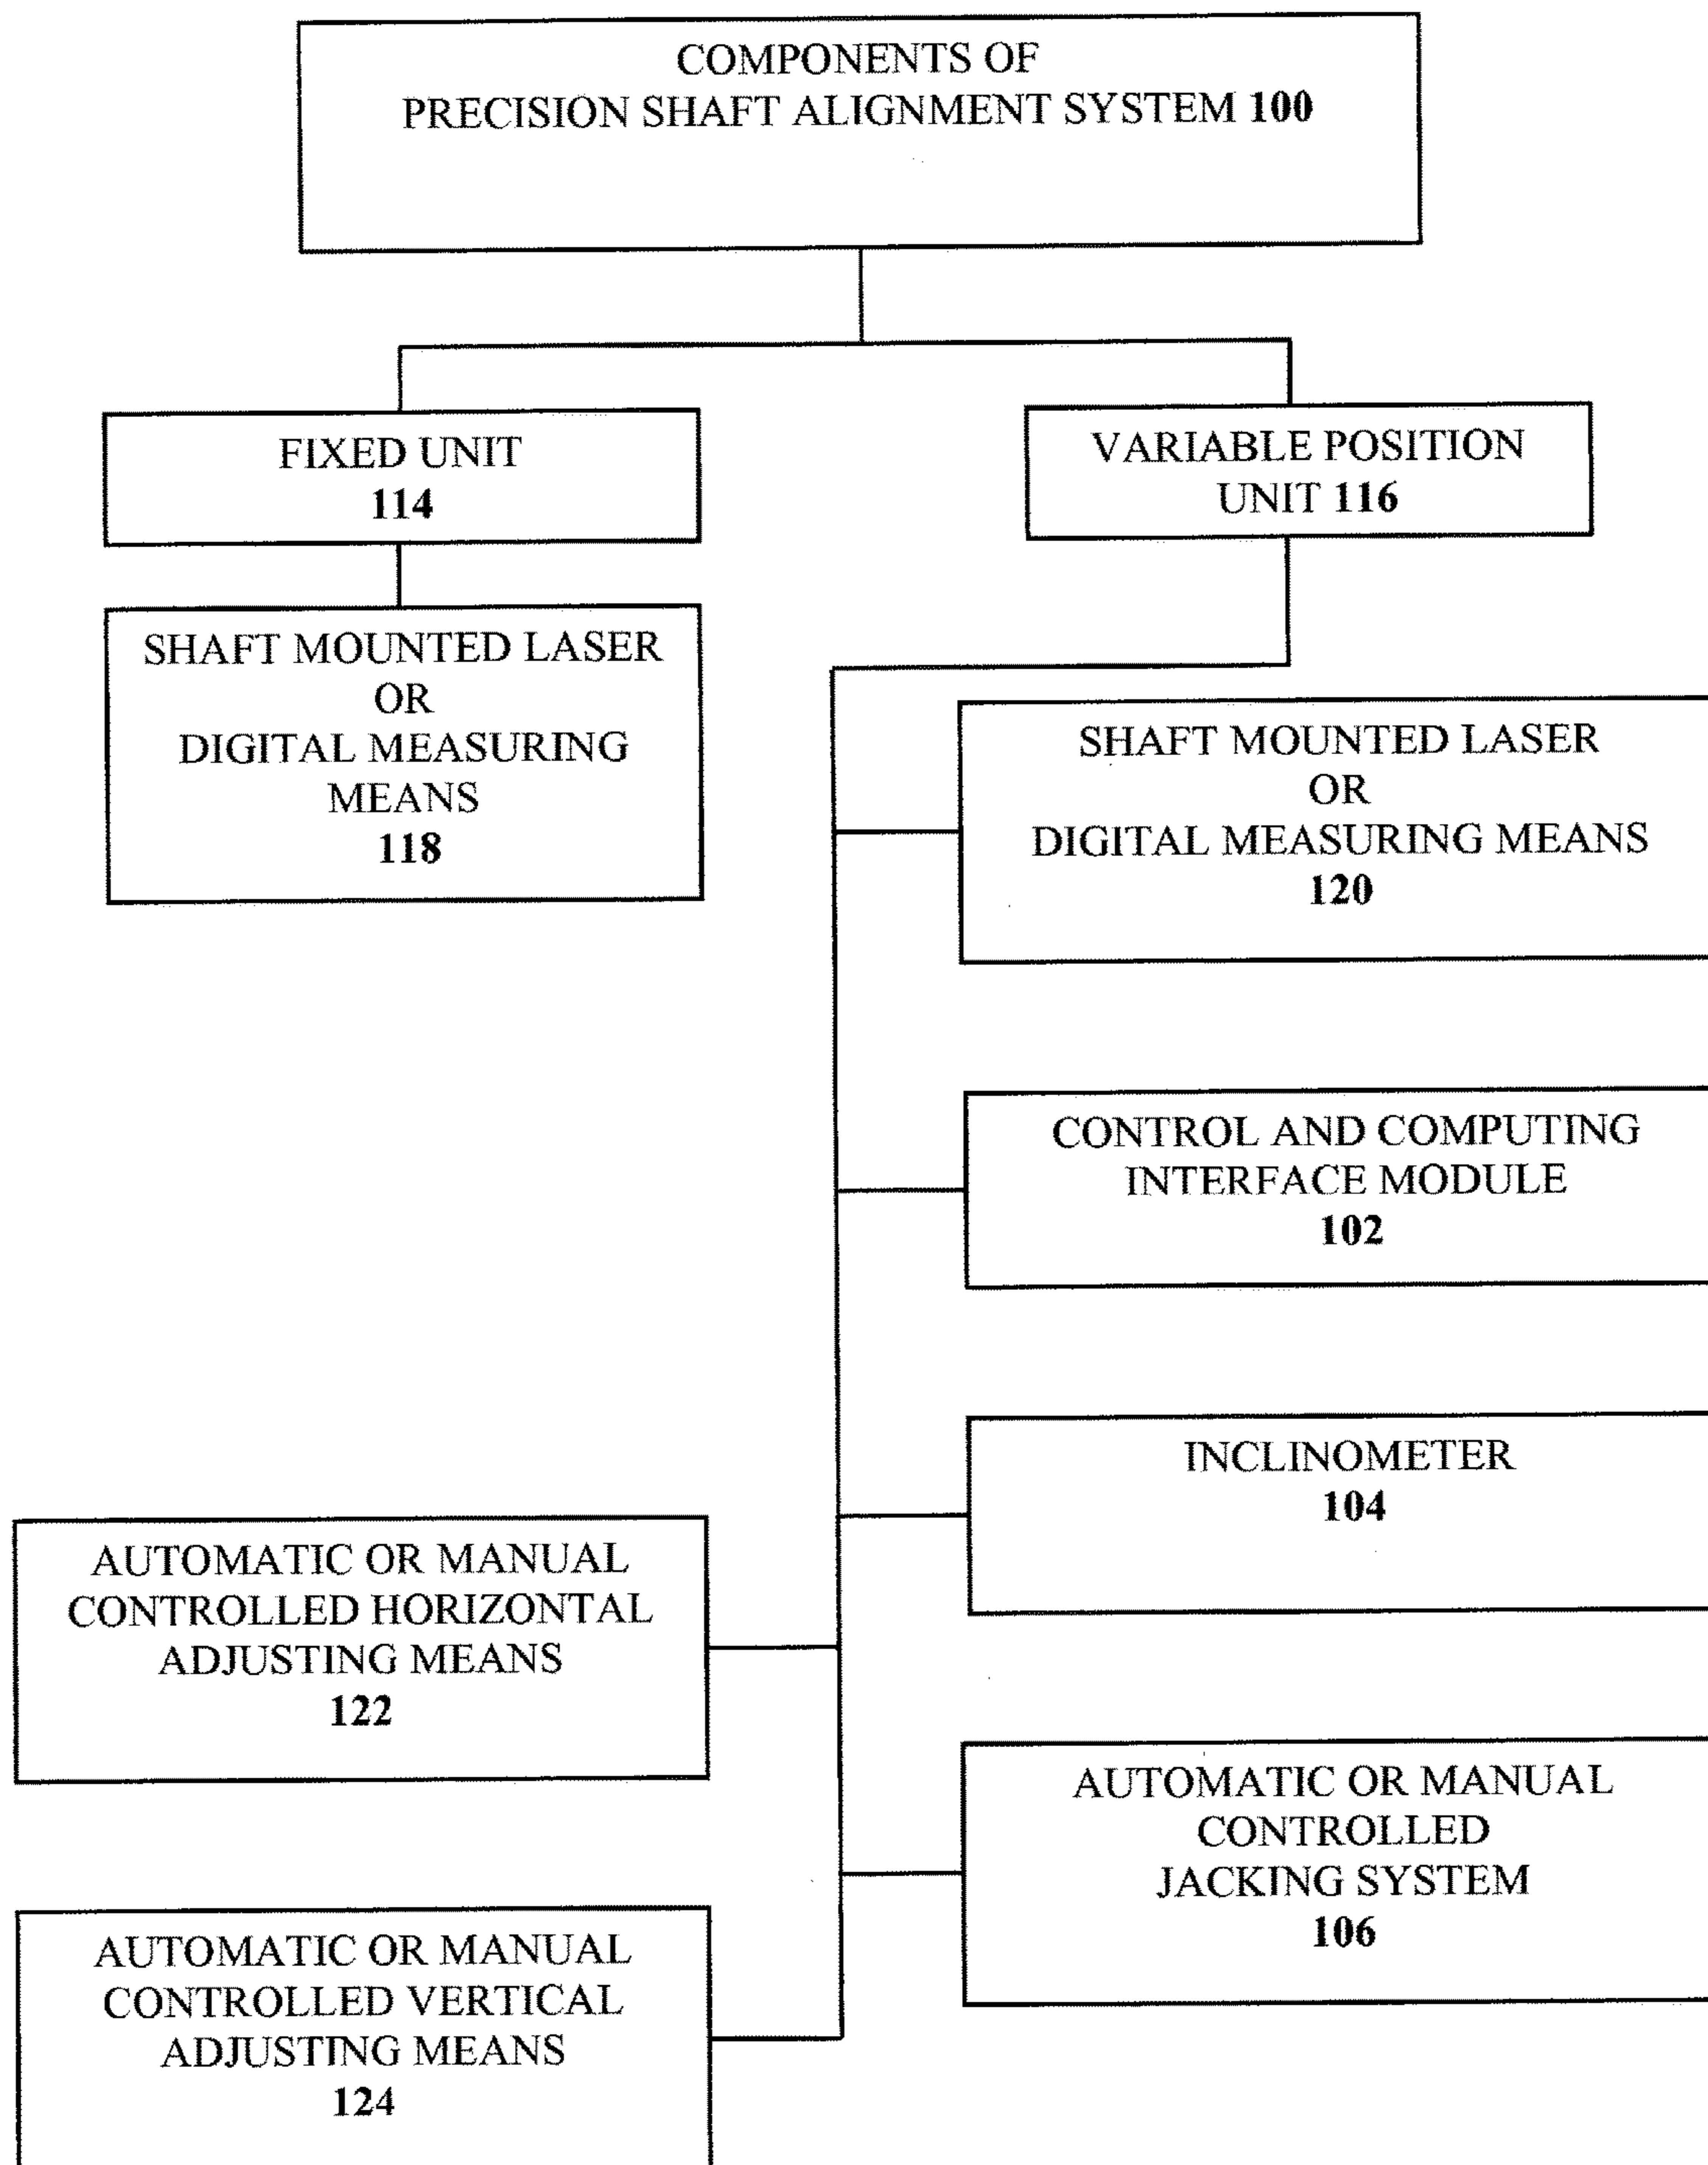 COMPONENTS OF
PRECISION SHAFT ALIGNMENT SYSTEM 100
FIXED UNIT
114
VARIABLE POSITION
UNIT 116
SHAFT MOUNTED LASER
OR
DIGITAL MEASURING
MEANS
118
SHAFT MOUNTED LASER
OR
DIGITAL MEASURING MEANS
120
CONTROL AND COMPUTING
INTERFACE MODULE
102
INCLINOMETER
104
AUTOMATIC OR MANUAL
CONTROLLED HORIZONTAL
ADJUSTING MEANS
122
AUTOMATIC OR MANUAL
CONTROLLED
JACKING SYSTEM
106
AUTOMATIC OR MANUAL
CONTROLLED VERTICAL
ADJUSTING MEANS
124